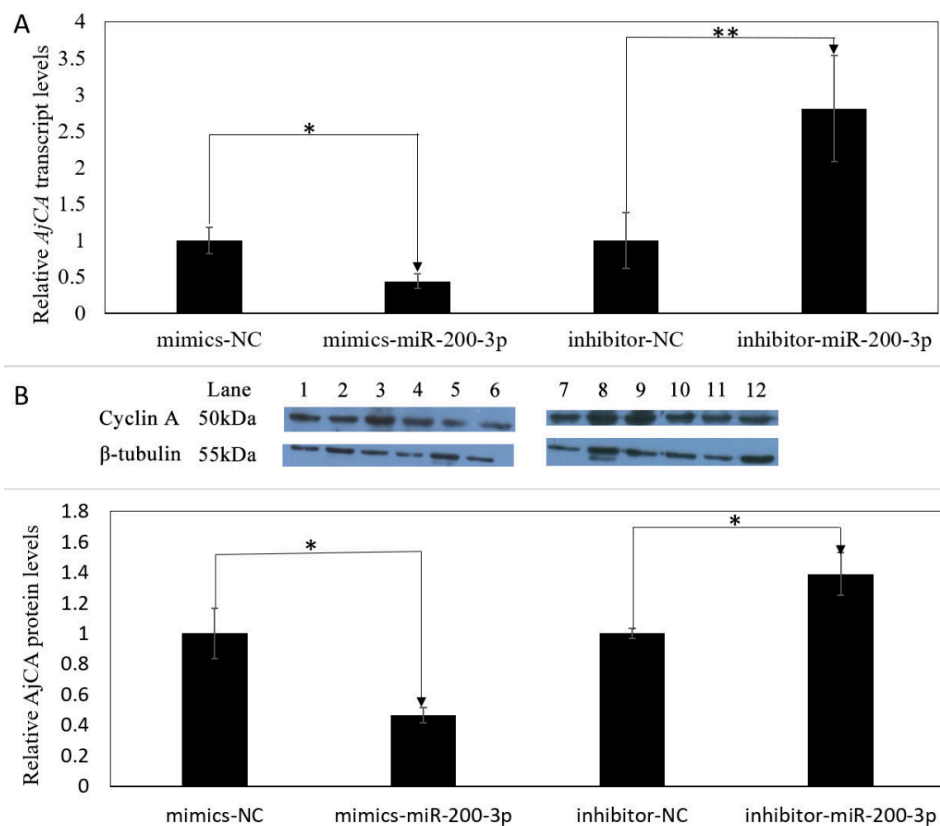 A
Relative AjCA transcript levels
4
3.5
3
2.5
2
1.5
1
0.5
0
*
**
mimics-NC mimics-miR-200-3p inhibitor-NC inhibitor-miR-200-3p
B
Lane 1 2 3 4 5 6 7 8 9 10 11 12
Cyclin A 50kDa
β-tubulin 55kDa
Relative AjCA protein levels
1.8
1.6
1.4
1.2
1
0.8
0.6
0.4
0.2
0
*
*
mimics-NC mimics-miR-200-3p inhibitor-NC inhibitor-miR-200-3p